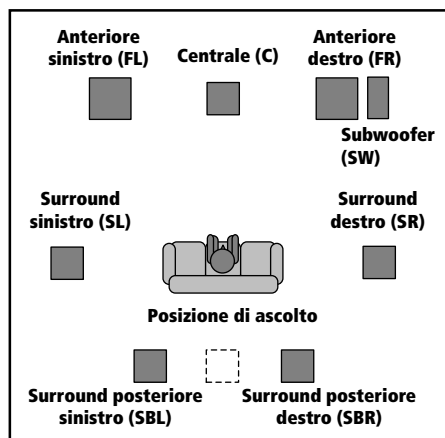 Anteriore
sinistro (FL)
Centrale (C)
Anteriore
destro (FR)
Subwoofer
(SW)
Surround
sinistro (SL)
Surround
destro (SR)
Posizione di ascolto
Surround posteriore
sinistro (SBL)
Surround posteriore
destro (SBR)